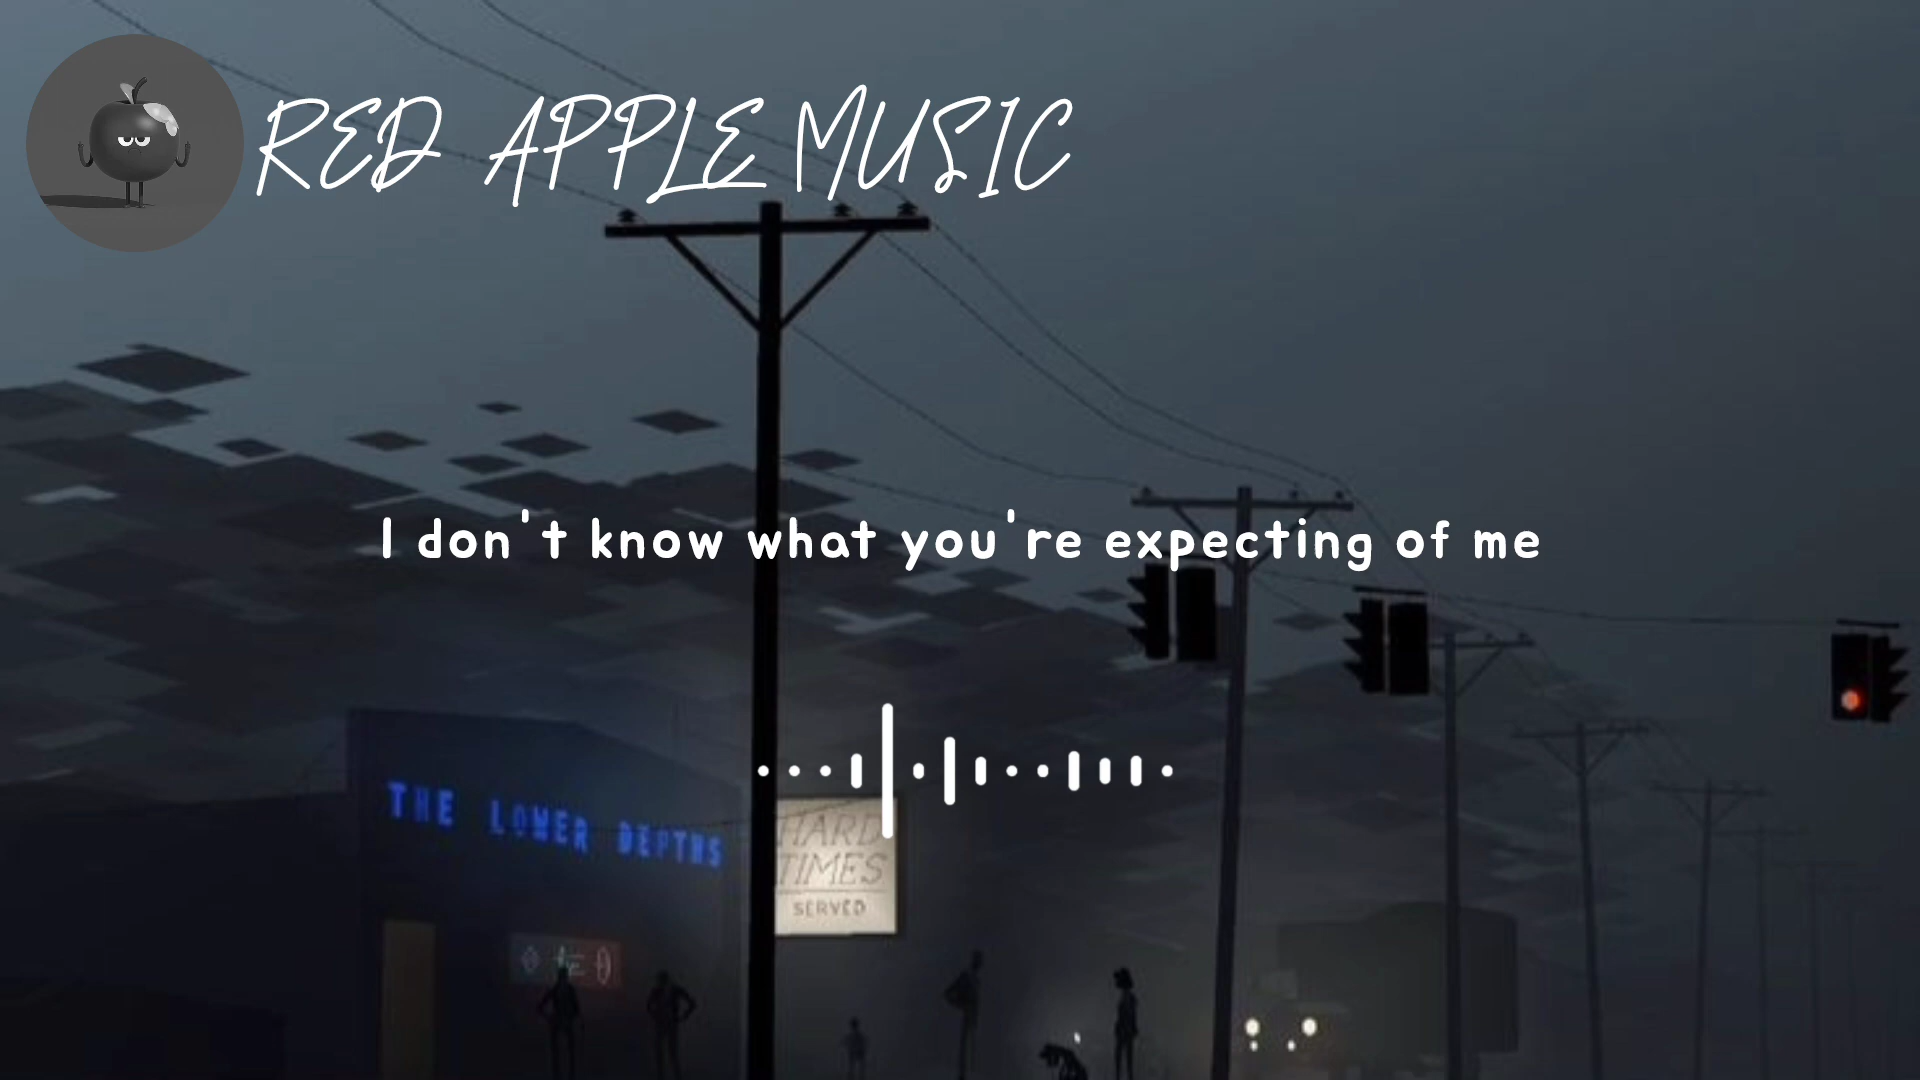 RED APPLE MUSIC
I don't know what you're expecting of me
THE LOWER DEPTHS
HARD
TIMES
SERVED